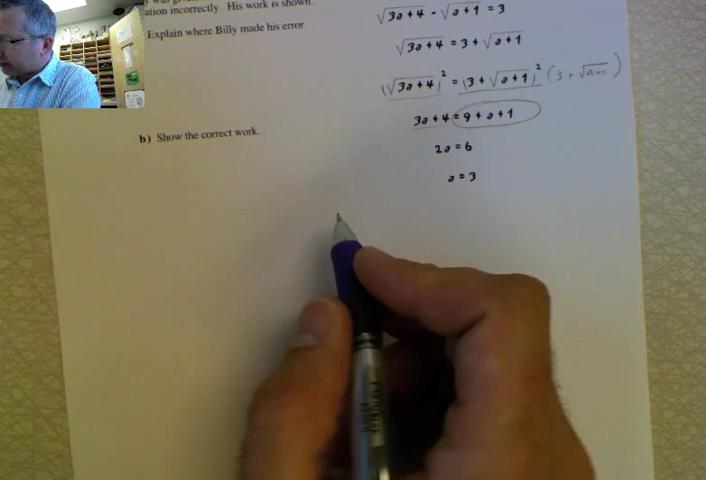 ation incorrectly. His work is shown.
Explain where Billy made his error.
√3a+4 - √a+1 = 3
√3a+4 = 3 + √a+1
(√3a+4)² = (3 + √a+1)² (3 + √a+1)
3a+4 = 9 + a + 1
2a = 6
a = 3
b) Show the correct work.